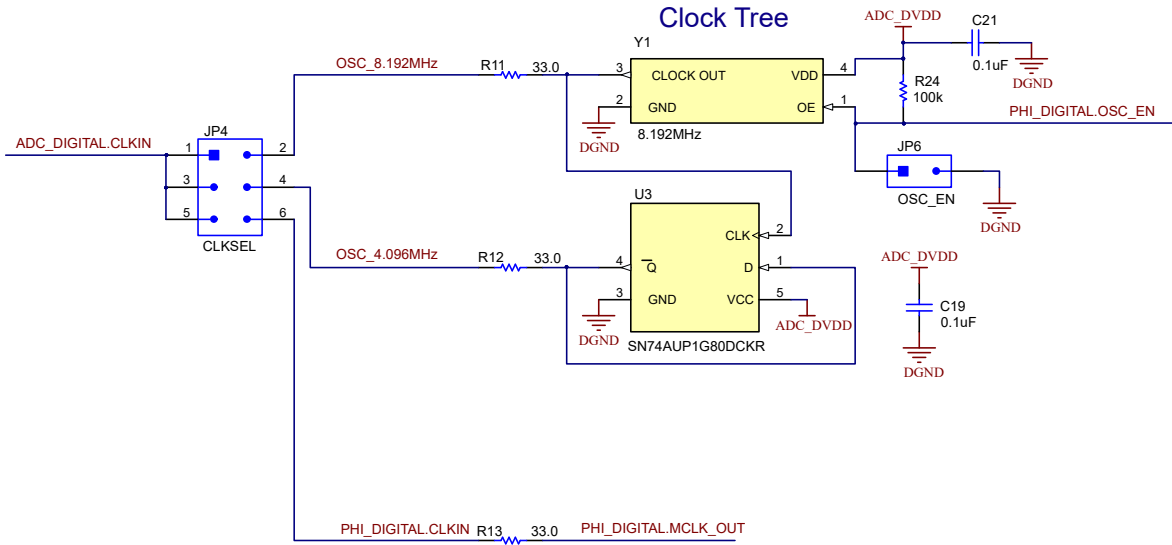 Clock Tree
ADC_DVDD
C21
0.1uF
DGND
Y1
OSC_8.192MHz
R11
33.0
3
CLOCK OUT
VDD
4
R24
100k
2
GND
OE
1
PHI_DIGITAL.OSC_EN
DGND
8.192MHz
JP4
ADC_DIGITAL.CLKIN
1
2
3
4
5
6
CLKSEL
JP6
OSC_EN
DGND
U3
CLK
2
OSC_4.096MHz
R12
33.0
4
Q
D
1
3
GND
VCC
5
DGND
ADC_DVDD
SN74AUP1G80DCKR
ADC_DVDD
C19
0.1uF
DGND
PHI_DIGITAL.CLKIN
R13
33.0
PHI_DIGITAL.MCLK_OUT